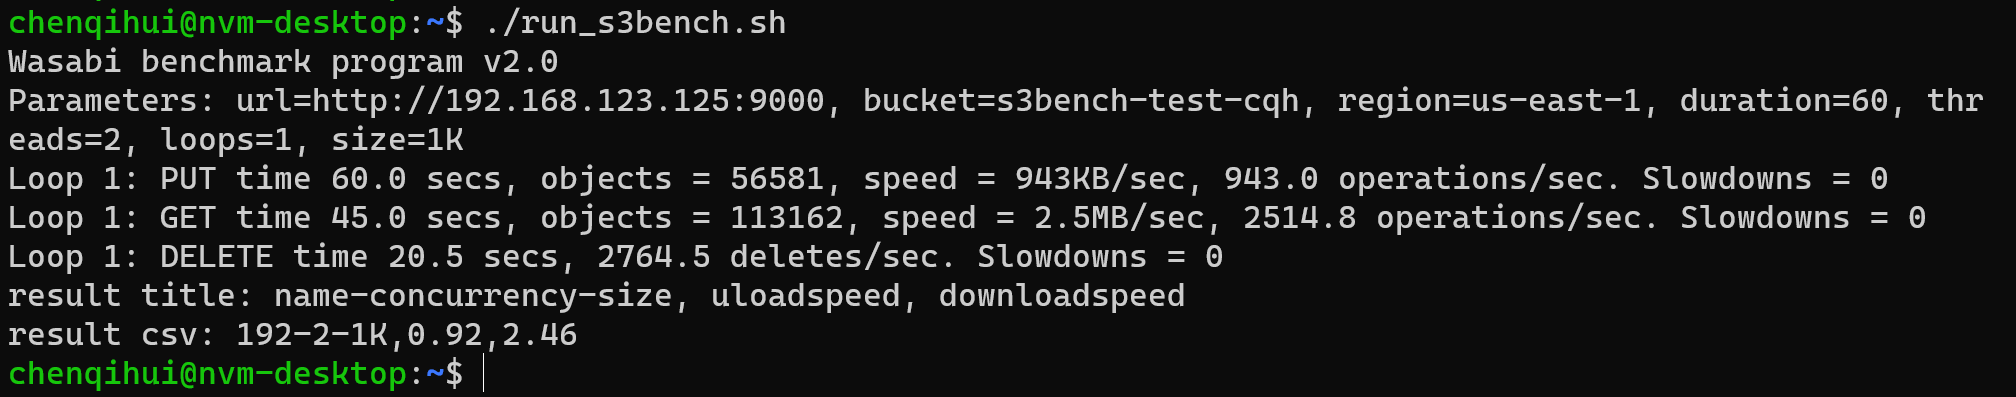 chenqihui@nvm-desktop:~$ ./run_s3bench.sh
Wasabi benchmark program v2.0
Parameters: url=http://192.168.123.125:9000, bucket=s3bench-test-cqh, region=us-east-1, duration=60, thr
eads=2, loops=1, size=1K
Loop 1: PUT time 60.0 secs, objects = 56581, speed = 943KB/sec, 943.0 operations/sec. Slowdowns = 0
Loop 1: GET time 45.0 secs, objects = 113162, speed = 2.5MB/sec, 2514.8 operations/sec. Slowdowns = 0
Loop 1: DELETE time 20.5 secs, 2764.5 deletes/sec. Slowdowns = 0
result title: name-concurrency-size, uloadspeed, downloadspeed
result csv: 192-2-1K,0.92,2.46
chenqihui@nvm-desktop:~$